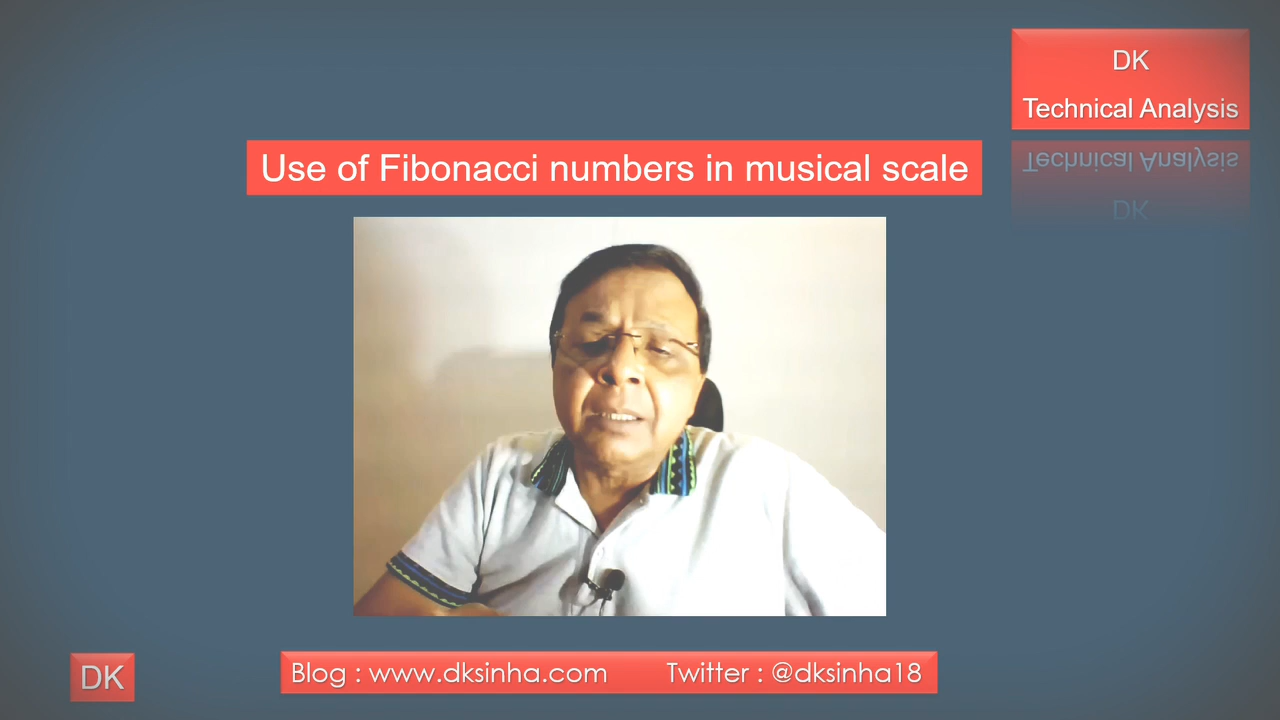 DK
Technical Analysis
Use of Fibonacci numbers in musical scale
DK
Blog : www.dksinha.com Twitter : @dksinha18